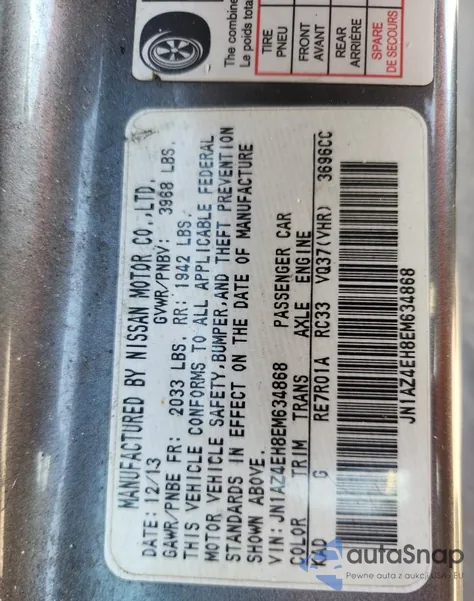 The combine
Le poids total
TIRE
PNEU
FRONT
AVANT
REAR
ARRIÈRE
SPARE
DE SECOURS
MANUFACTURED BY NISSAN MOTOR CO.,LTD.
DATE: 12/13 GVWR/PNBV: 3968 LBS.
GAWR/PNBE FR: 2033 LBS. RR: 1942 LBS.
THIS VEHICLE CONFORMS TO ALL APPLICABLE FEDERAL
MOTOR VEHICLE SAFETY,BUMPER,AND THEFT PREVENTION
STANDARDS IN EFFECT ON THE DATE OF MANUFACTURE
SHOWN ABOVE.
VIN: JN1AZ4EH8EM634868 PASSENGER CAR
COLOR TRIM TRANS AXLE ENGINE
KAD G RE7R01A RC33 VQ37(VHR) 3696CC
JN1AZ4EH8EM634868
autoSnap
Pewne auta z aukcji USA i EU